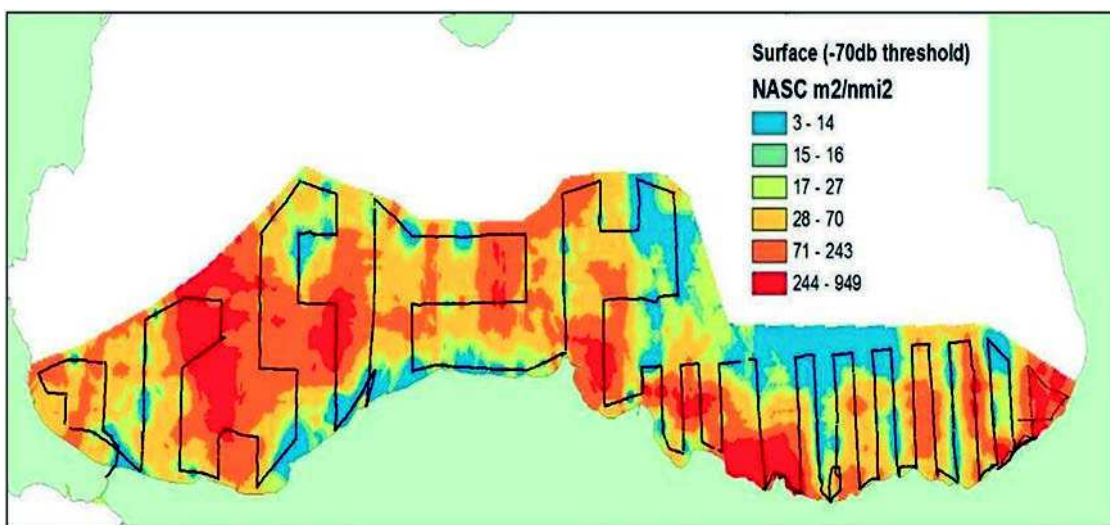 Surface (-70db threshold)
NASC m2/nmi2
3 - 14
15 - 16
17 - 27
28 - 70
71 - 243
244 - 949